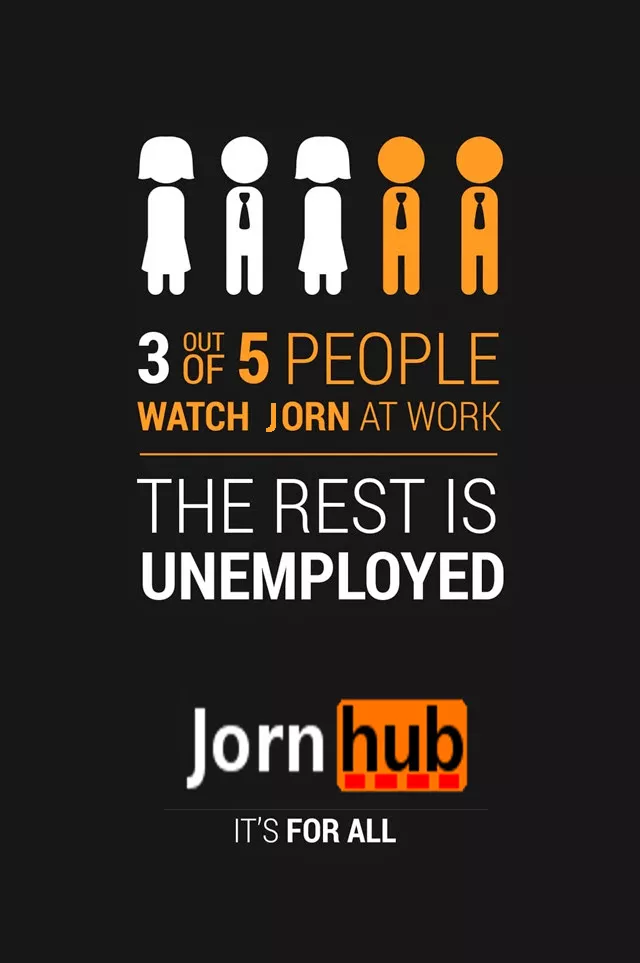 3 OUT OF 5 PEOPLE
WATCH JORN AT WORK
THE REST IS
UNEMPLOYED
Jorn hub
IT'S FOR ALL